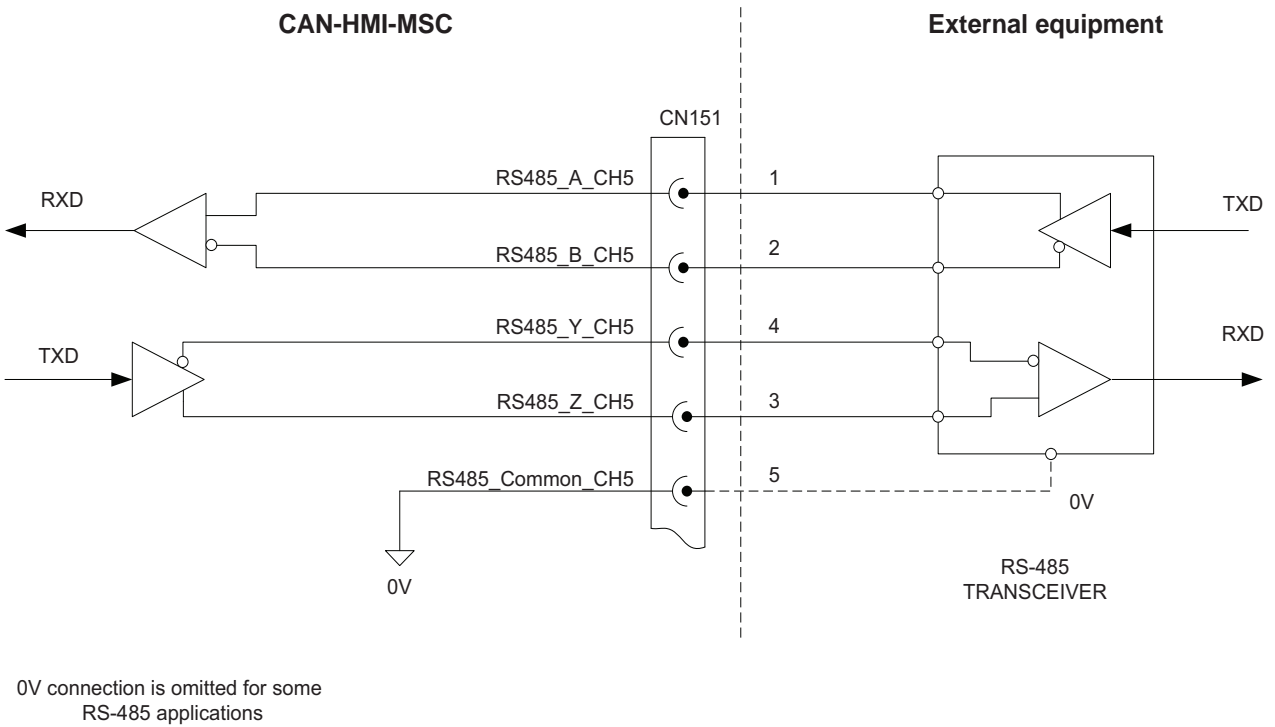 CAN-HMI-MSC
External equipment
CN151
RS485_A_CH5
1
RXD
TXD
RS485_B_CH5
2
RS485_Y_CH5
4
TXD
RXD
RS485_Z_CH5
3
RS485_Common_CH5
5
0V
0V
RS-485
TRANSCEIVER
0V connection is omitted for some
RS-485 applications